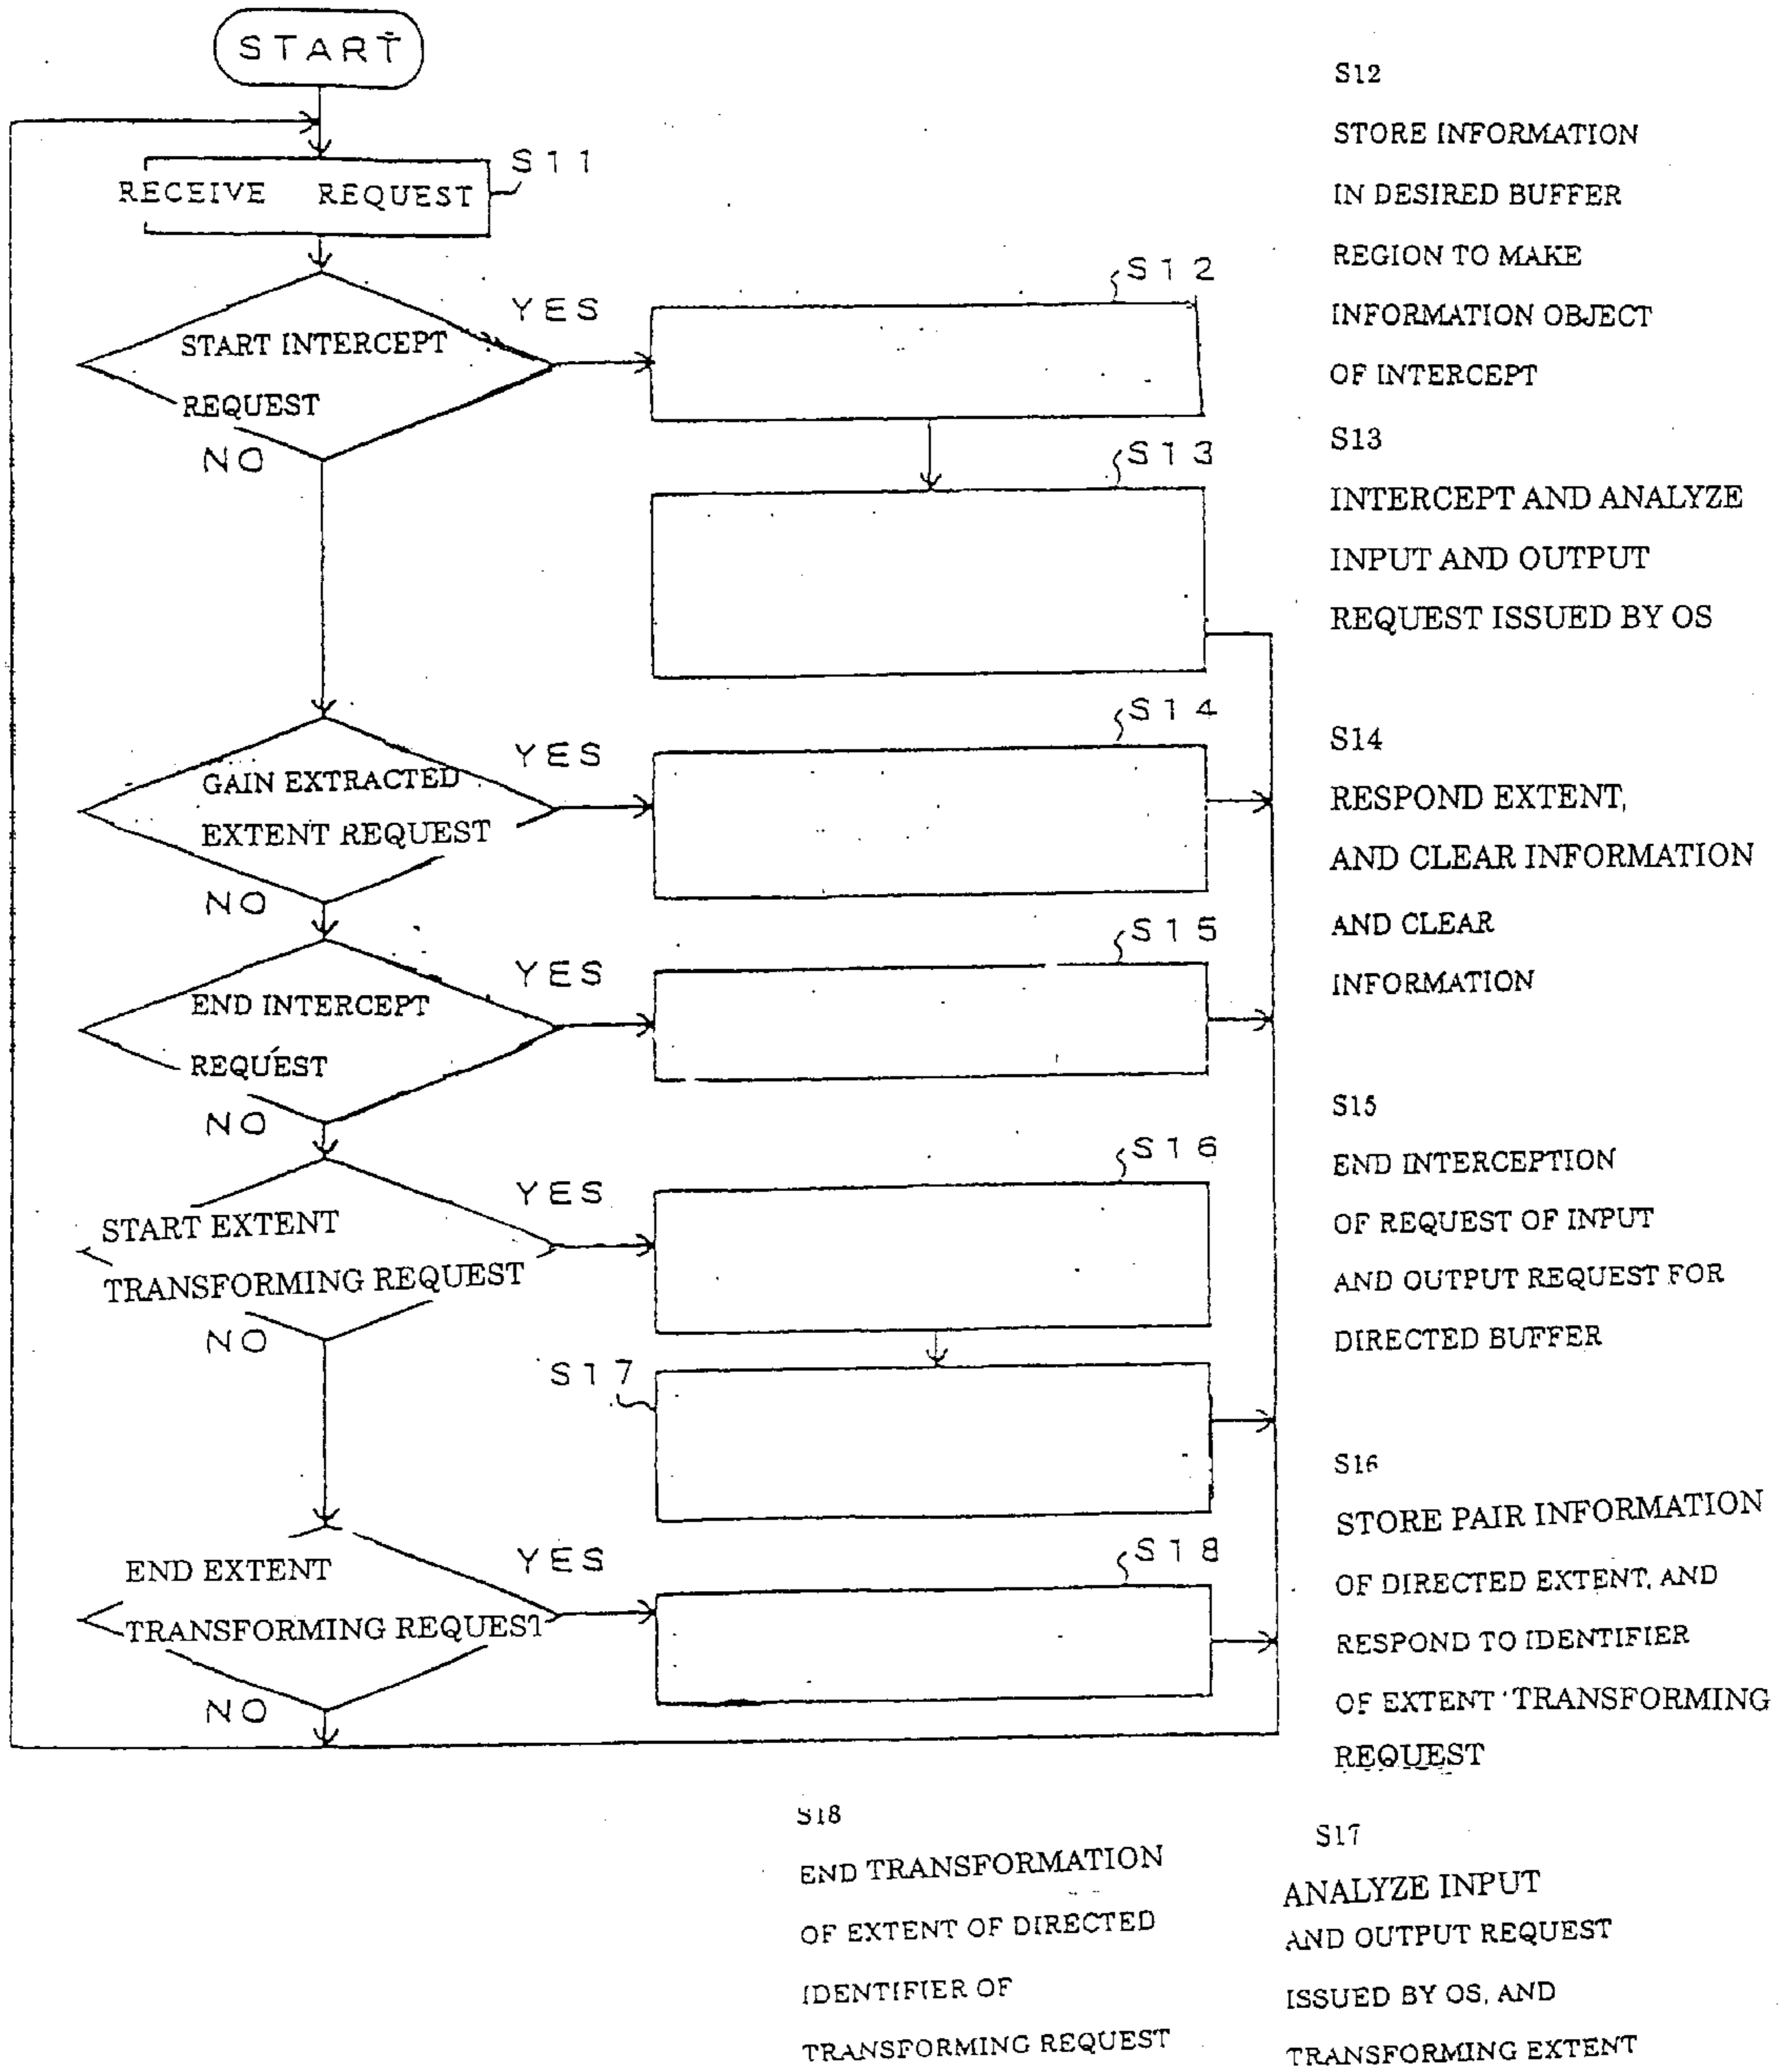 START
RECEIVE REQUEST
S11
START INTERCEPT
REQUEST
YES
NO
S12
S13
GAIN EXTRACTED
EXTENT REQUEST
YES
NO
S14
END INTERCEPT
REQUEST
YES
NO
S15
START EXTENT
TRANSFORMING REQUEST
YES
NO
S16
S17
END EXTENT
TRANSFORMING REQUEST
YES
NO
S18
S12
STORE INFORMATION
IN DESIRED BUFFER
REGION TO MAKE
INFORMATION OBJECT
OF INTERCEPT
S13
INTERCEPT AND ANALYZE
INPUT AND OUTPUT
REQUEST ISSUED BY OS
S14
RESPOND EXTENT,
AND CLEAR INFORMATION
AND CLEAR
INFORMATION
S15
END INTERCEPTION
OF REQUEST OF INPUT
AND OUTPUT REQUEST FOR
DIRECTED BUFFER
S16
STORE PAIR INFORMATION
OF DIRECTED EXTENT, AND
RESPOND TO IDENTIFIER
OF EXTENT TRANSFORMING
REQUEST
S18
END TRANSFORMATION
OF EXTENT OF DIRECTED
IDENTIFIER OF
TRANSFORMING REQUEST
S17
ANALYZE INPUT
AND OUTPUT REQUEST
ISSUED BY OS, AND
TRANSFORMING EXTENT